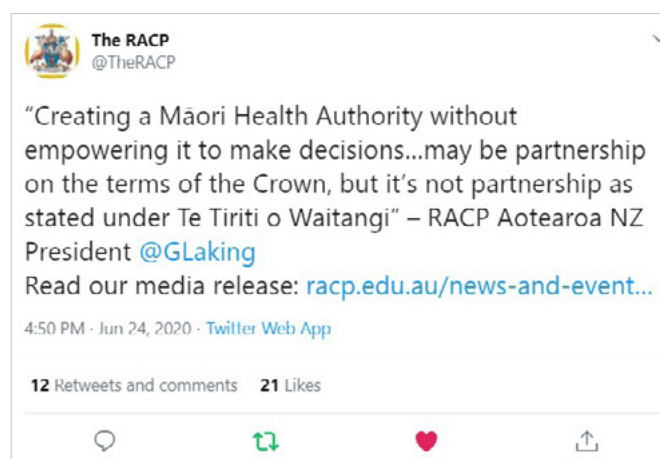 The RACP
@TheRACP
“Creating a Māori Health Authority without
empowering it to make decisions...may be partnership
on the terms of the Crown, but it’s not partnership as
stated under Te Tiriti o Waitangi” – RACP Aotearoa NZ
President @GLaking
Read our media release: racp.edu.au/news-and-event...
4:50 PM · Jun 24, 2020 · Twitter Web App
12 Retweets and comments 21 Likes